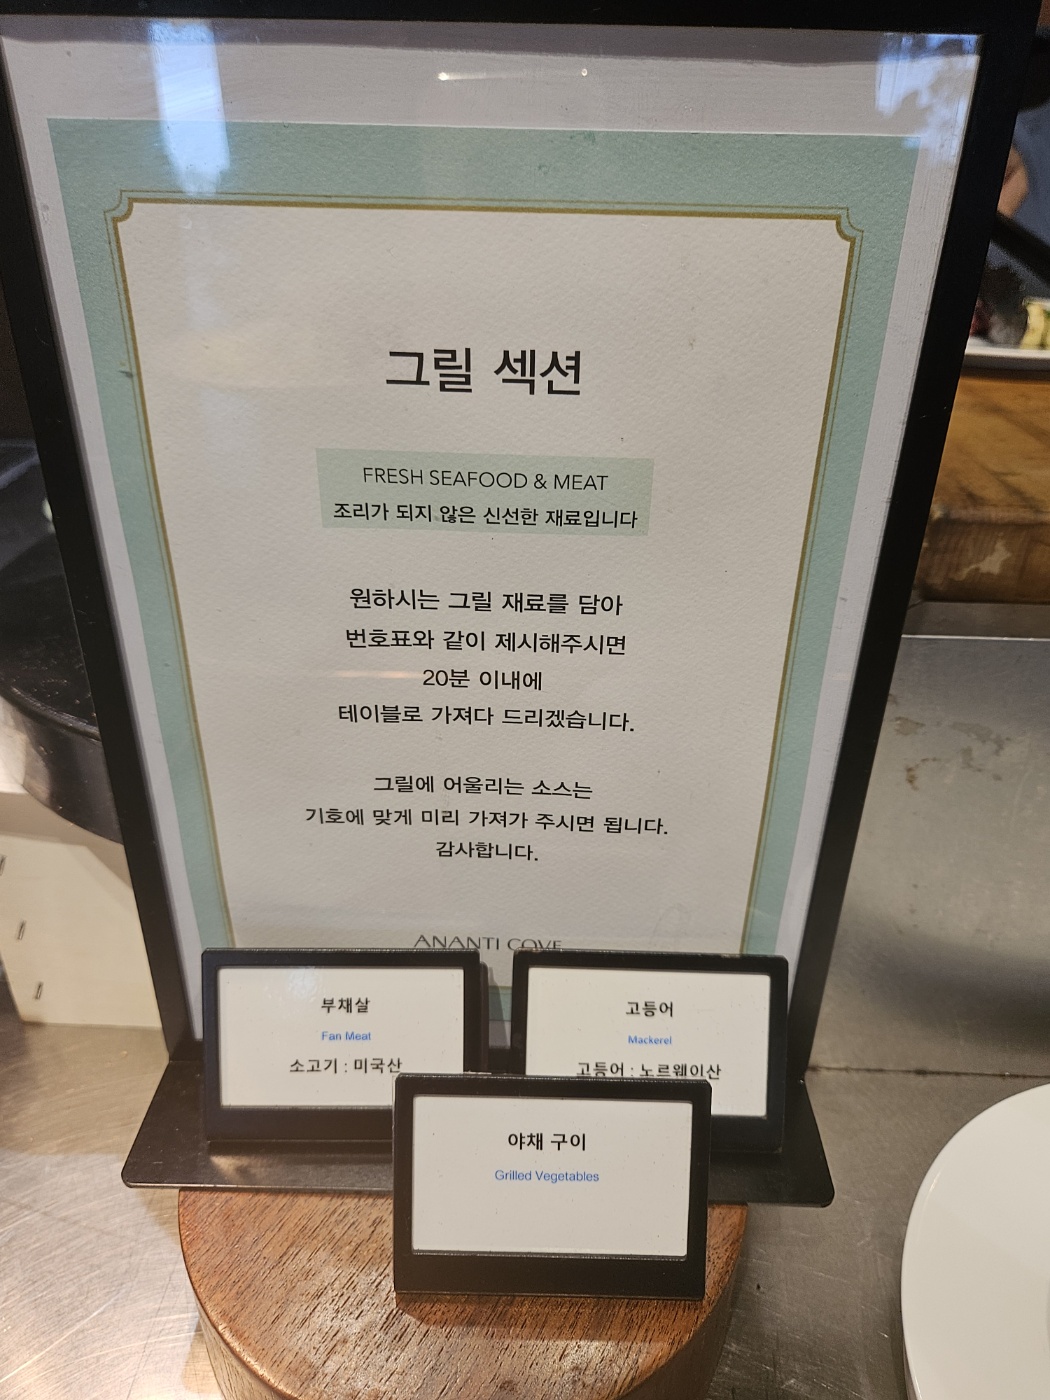 그릴 섹션
FRESH SEAFOOD & MEAT
조리가 되지 않은 신선한 재료입니다
원하시는 그릴 재료를 담아
번호표와 같이 제시해주시면
20분 이내에
테이블로 가져다 드리겠습니다.
그릴에 어울리는 소스는
기호에 맞게 미리 가져가 주시면 됩니다.
감사합니다.
ANANTI COVE
부채살
Fan Meat
소고기 : 미국산
고등어
Mackerel
고등어 : 노르웨이산
야채 구이
Grilled Vegetables